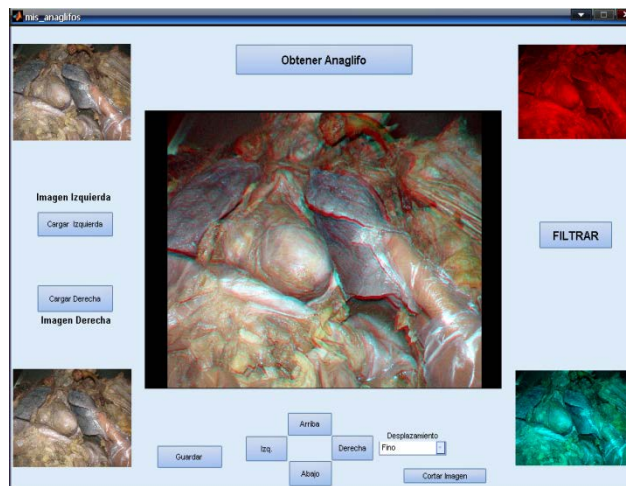 mis_anaglifos
Obtener Anaglifo
Imagen Izquierda
Cargar Izquierda
FILTRAR
Cargar Derecha
Imagen Derecha
Arriba
Desplazamiento
Izq.
Derecha
Fino
Guardar
Abajo
Cortar Imagen